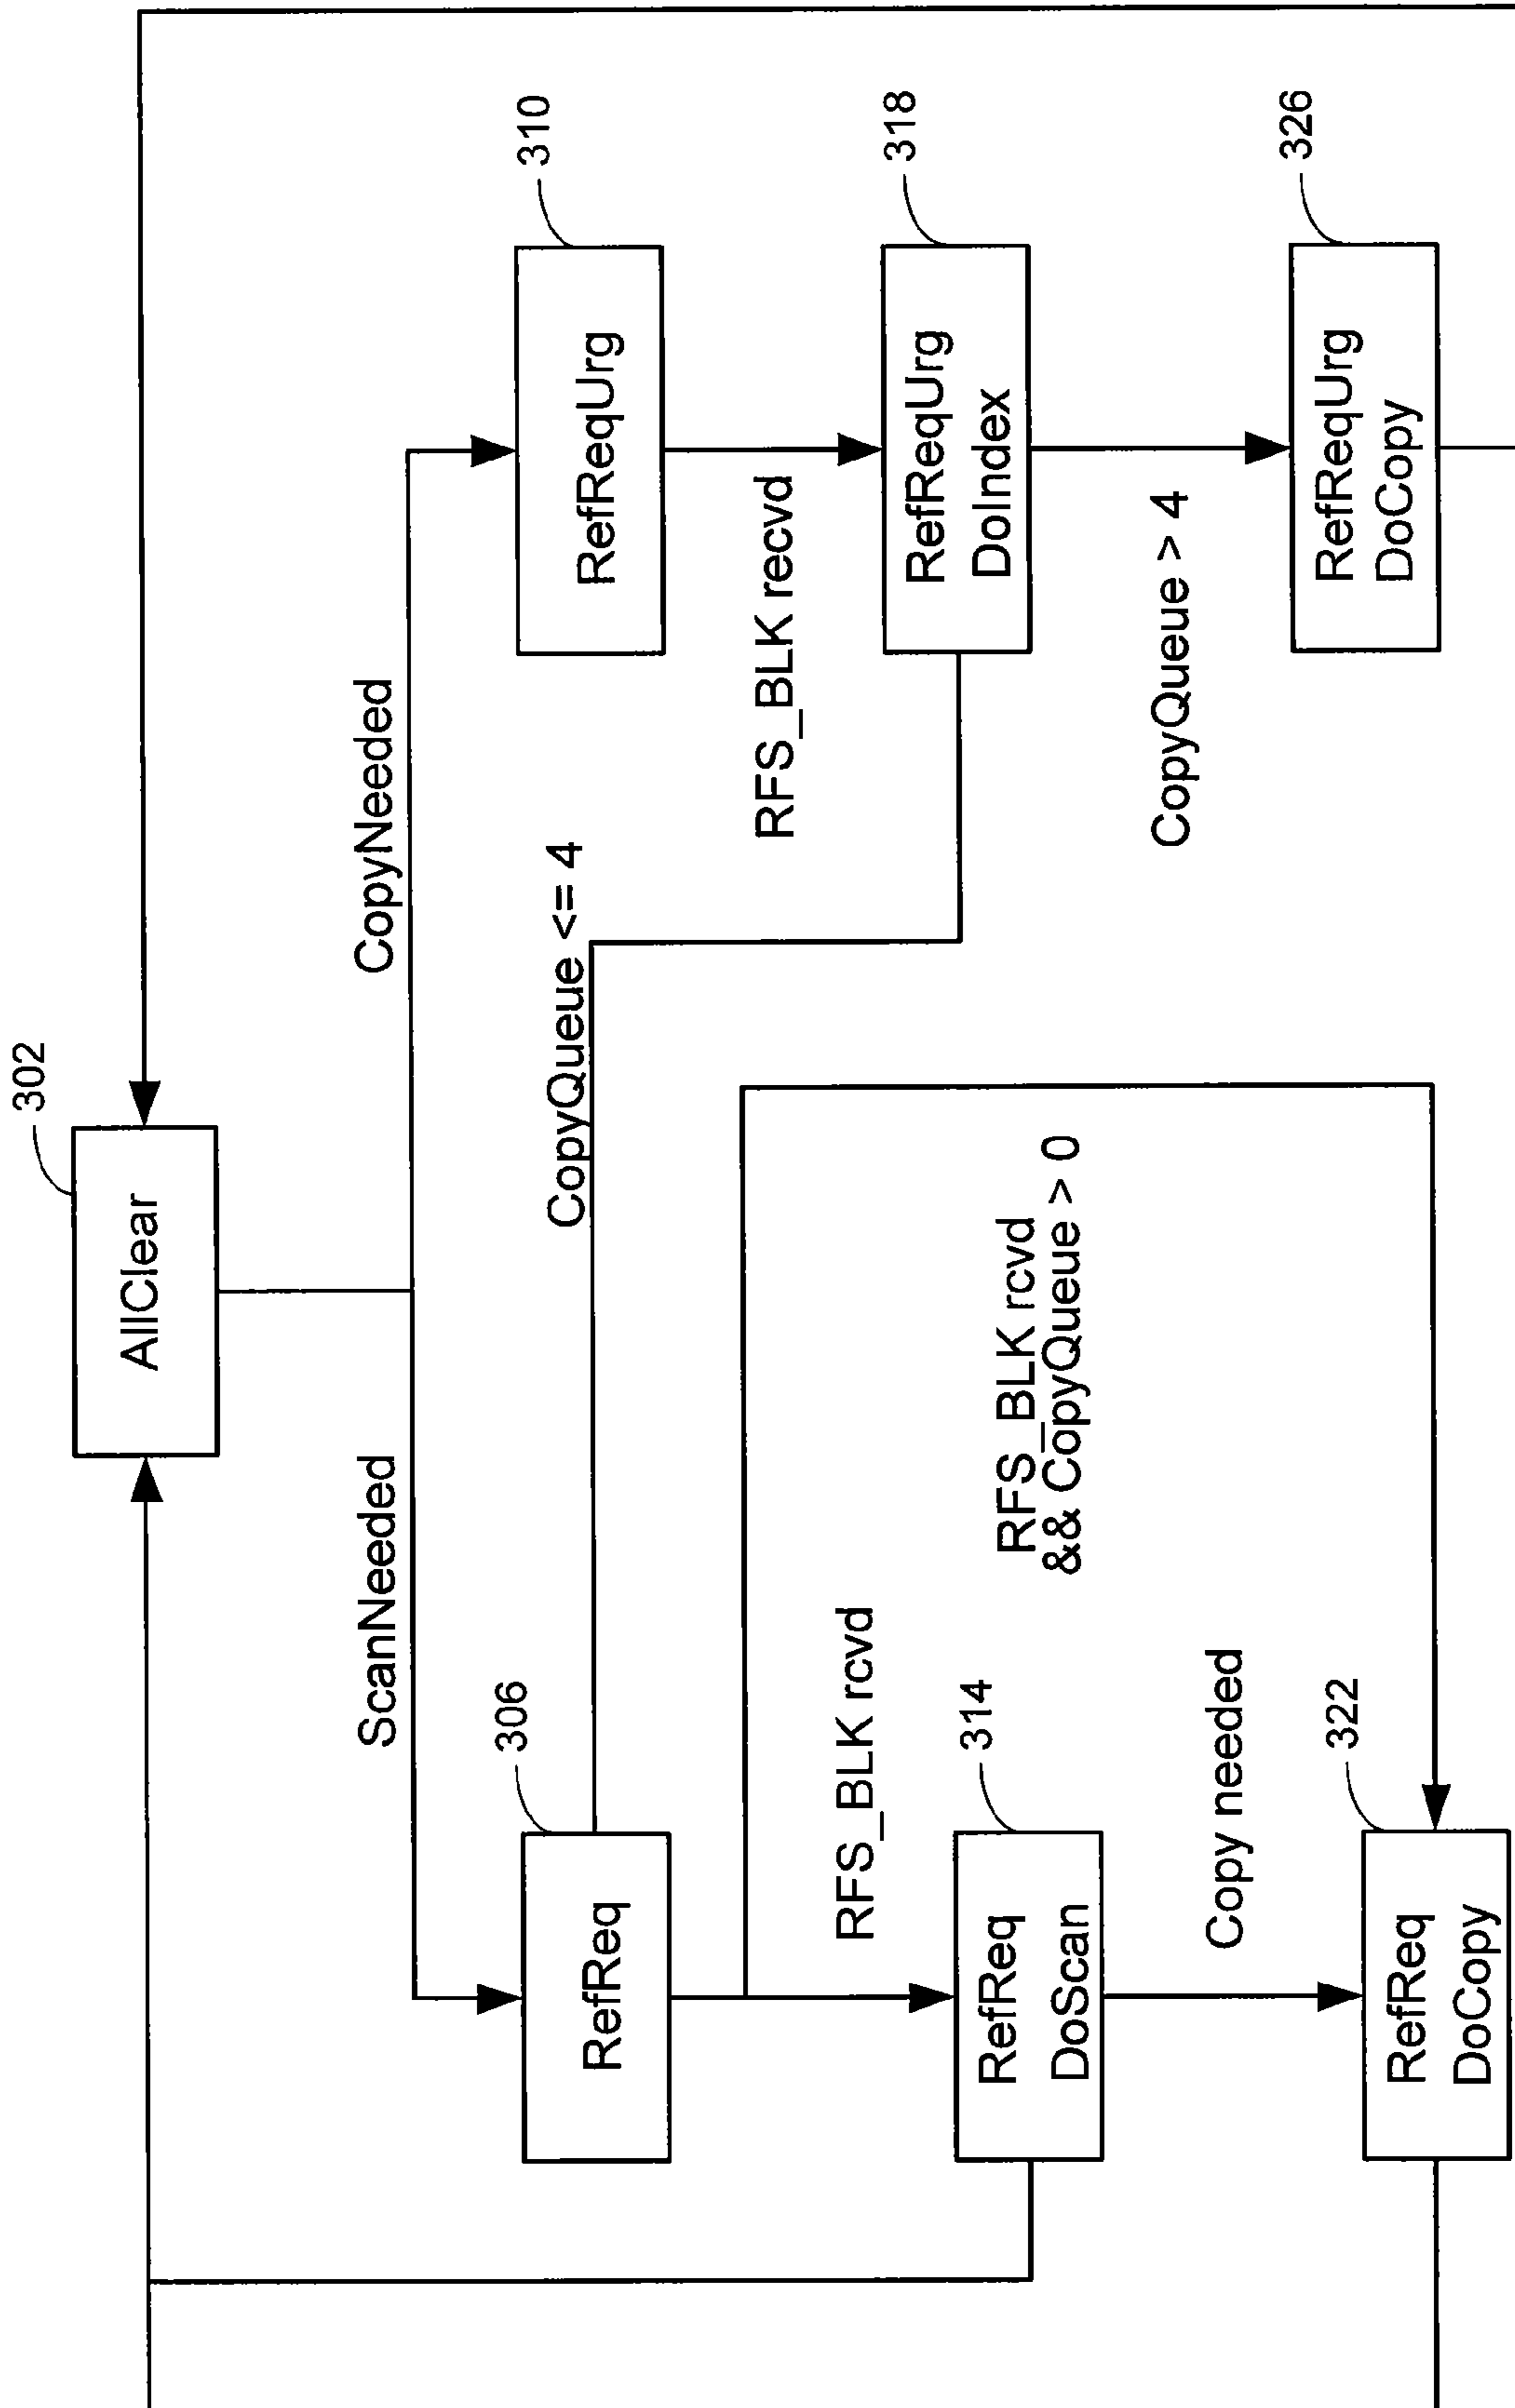 302
AllClear
ScanNeeded
CopyNeeded
306
RefReq
CopyQueue <= 4
310
RefReqUrg
RFS_BLK rcvd
RFS_BLK rcvd
&& CopyQueue > 0
RFS_BLK recvd
314
RefReq
DoScan
318
RefReqUrg
DoIndex
Copy needed
CopyQueue > 4
322
RefReq
DoCopy
326
RefReqUrg
DoCopy